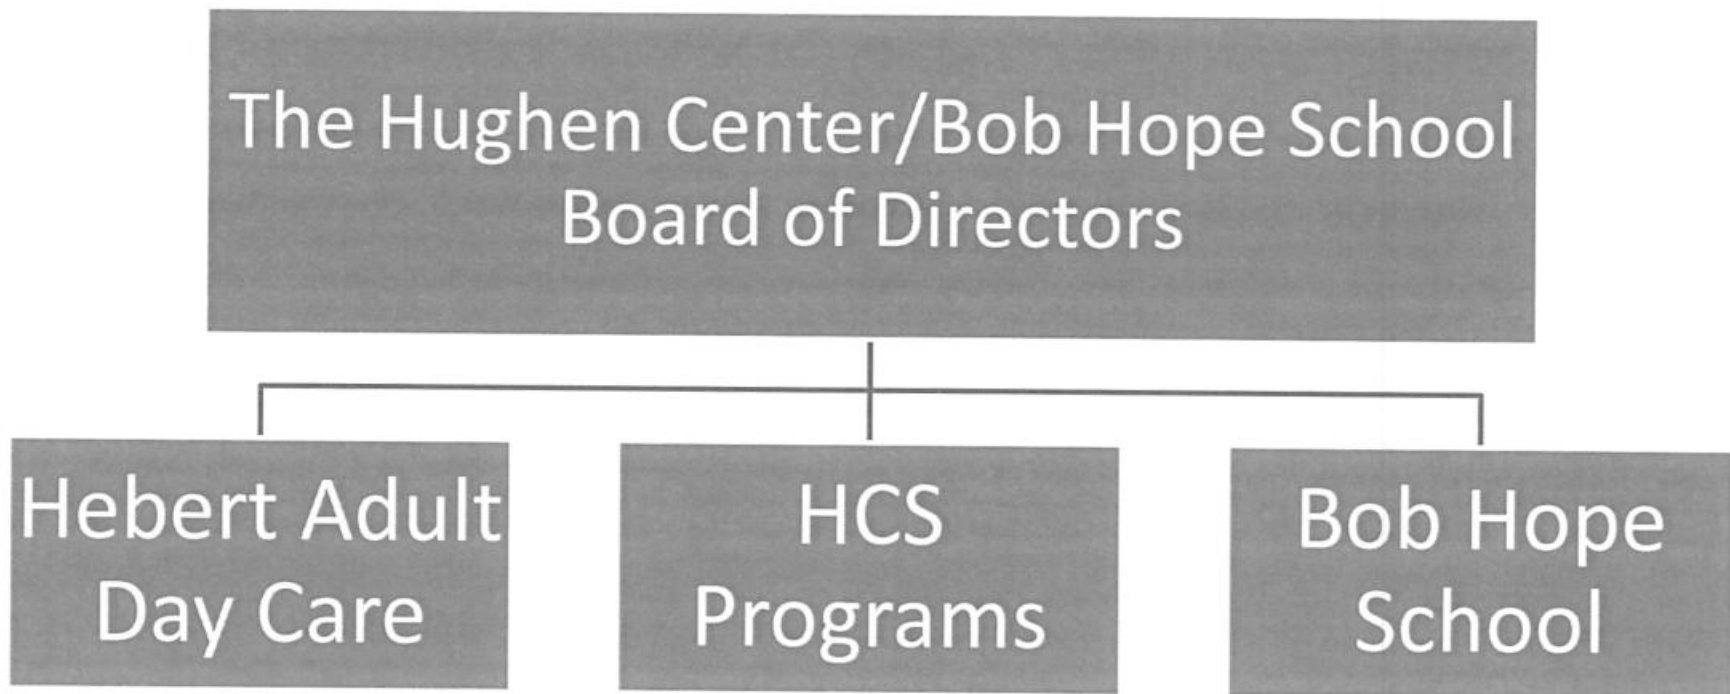 The Hughen Center/Bob Hope School
Board of Directors
Hebert Adult
Day Care
HCS
Programs
Bob Hope
School